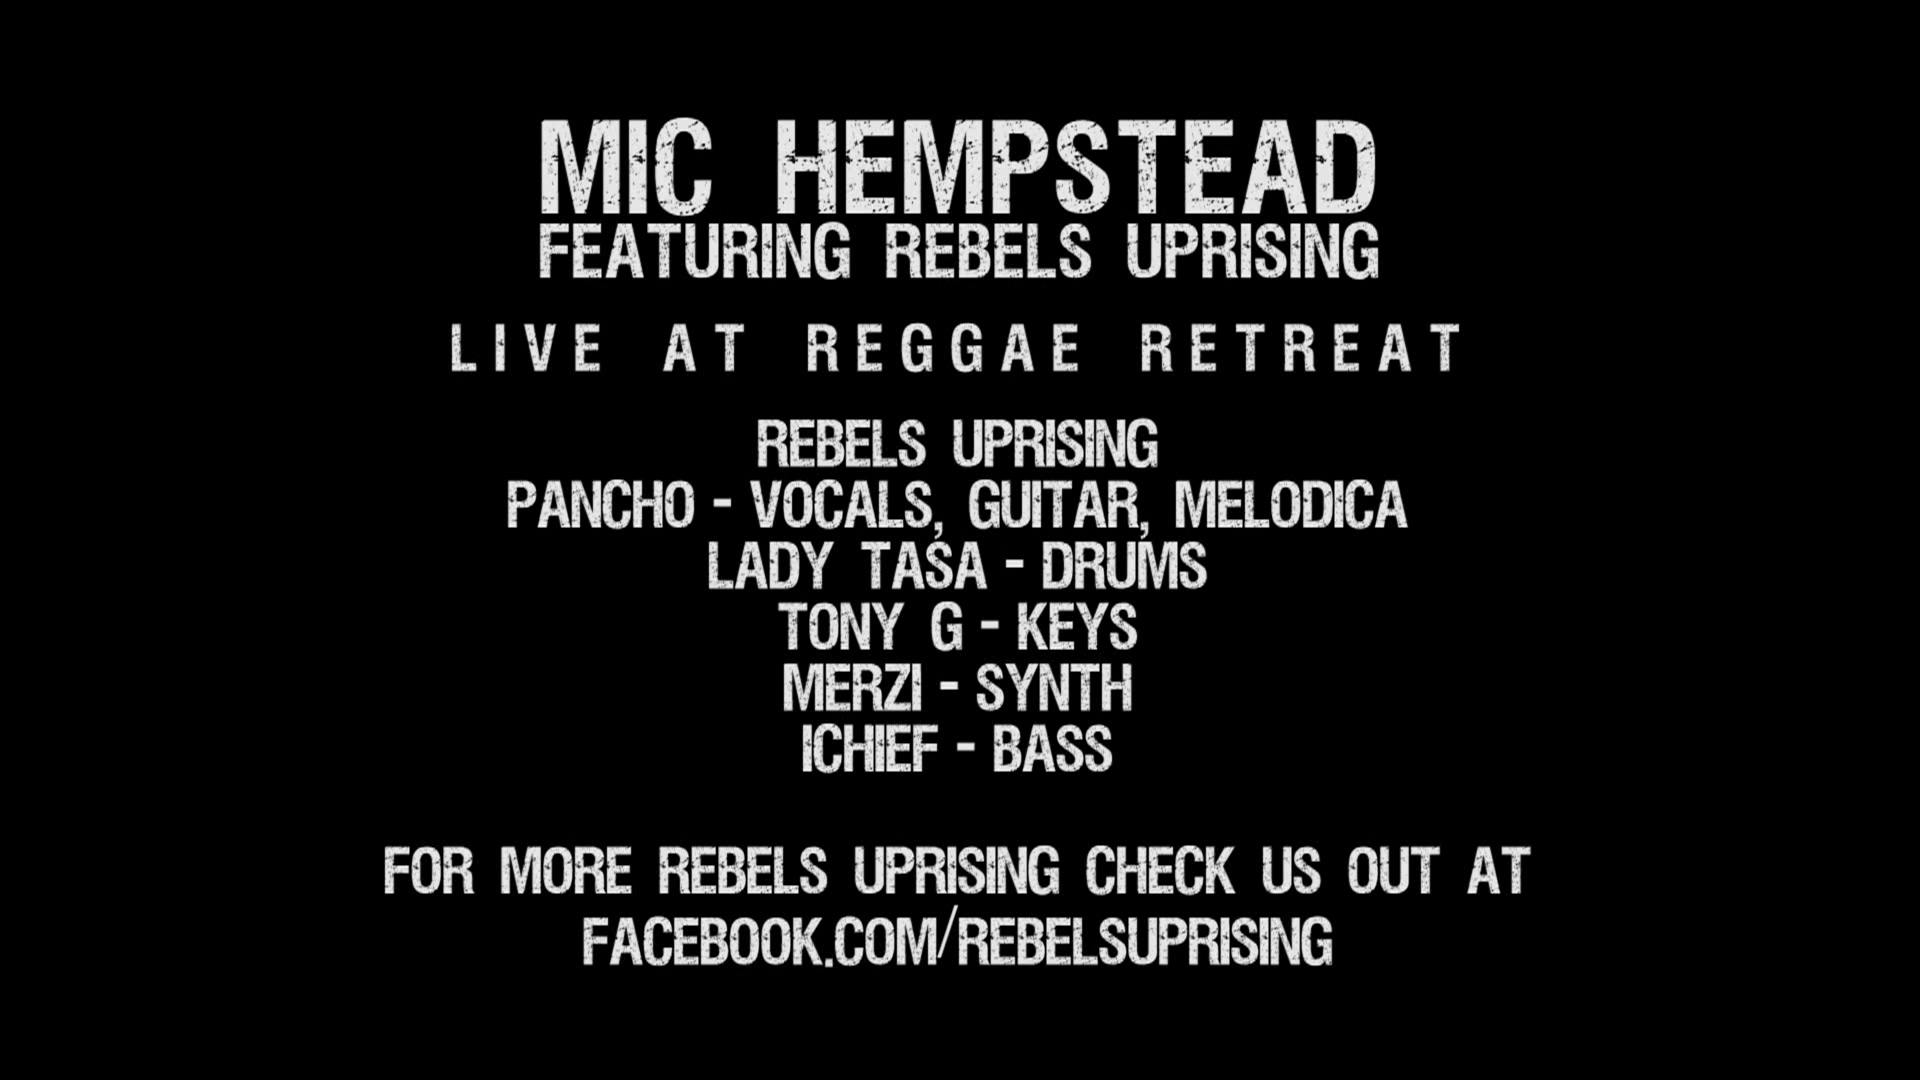 MIC HEMPSTEAD
FEATURING REBELS UPRISING
LIVE AT REGGAE RETREAT
REBELS UPRISING
PANCHO - VOCALS, GUITAR, MELODICA
LADY TASA - DRUMS
TONY G - KEYS
MERZI - SYNTH
ICHIEF - BASS
FOR MORE REBELS UPRISING CHECK US OUT AT
FACEBOOK.COM/REBELSUPRISING